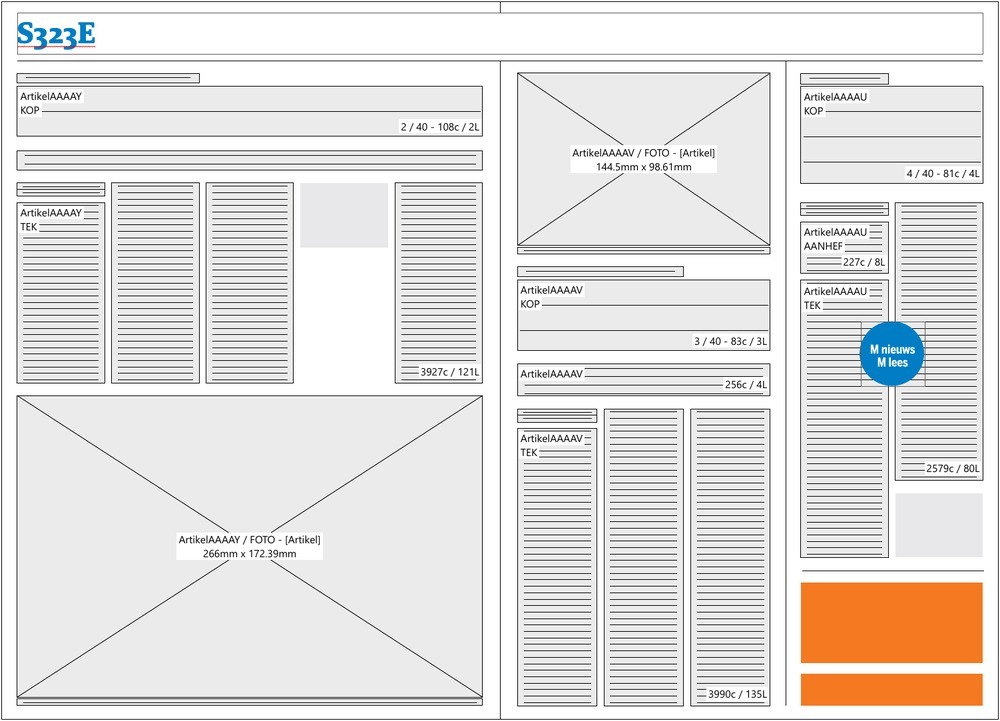 S323E
ArtikelAAAAY
KOP
2 / 40 - 108c / 2L
ArtikelAAAAY
TEK
3927c / 121L
ArtikelAAAAY / FOTO - [Artikel]
266mm x 172.39mm
ArtikelAAAAV / FOTO - [Artikel]
144.5mm x 98.61mm
ArtikelAAAAV
KOP
3 / 40 - 83c / 3L
ArtikelAAAAV
256c / 4L
ArtikelAAAAV
TEK
3990c / 135L
ArtikelAAAAU
KOP
4 / 40 - 81c / 4L
ArtikelAAAAU
AANHEF
227c / 8L
ArtikelAAAAU
TEK
M nieuws
M lees
2579c / 80L